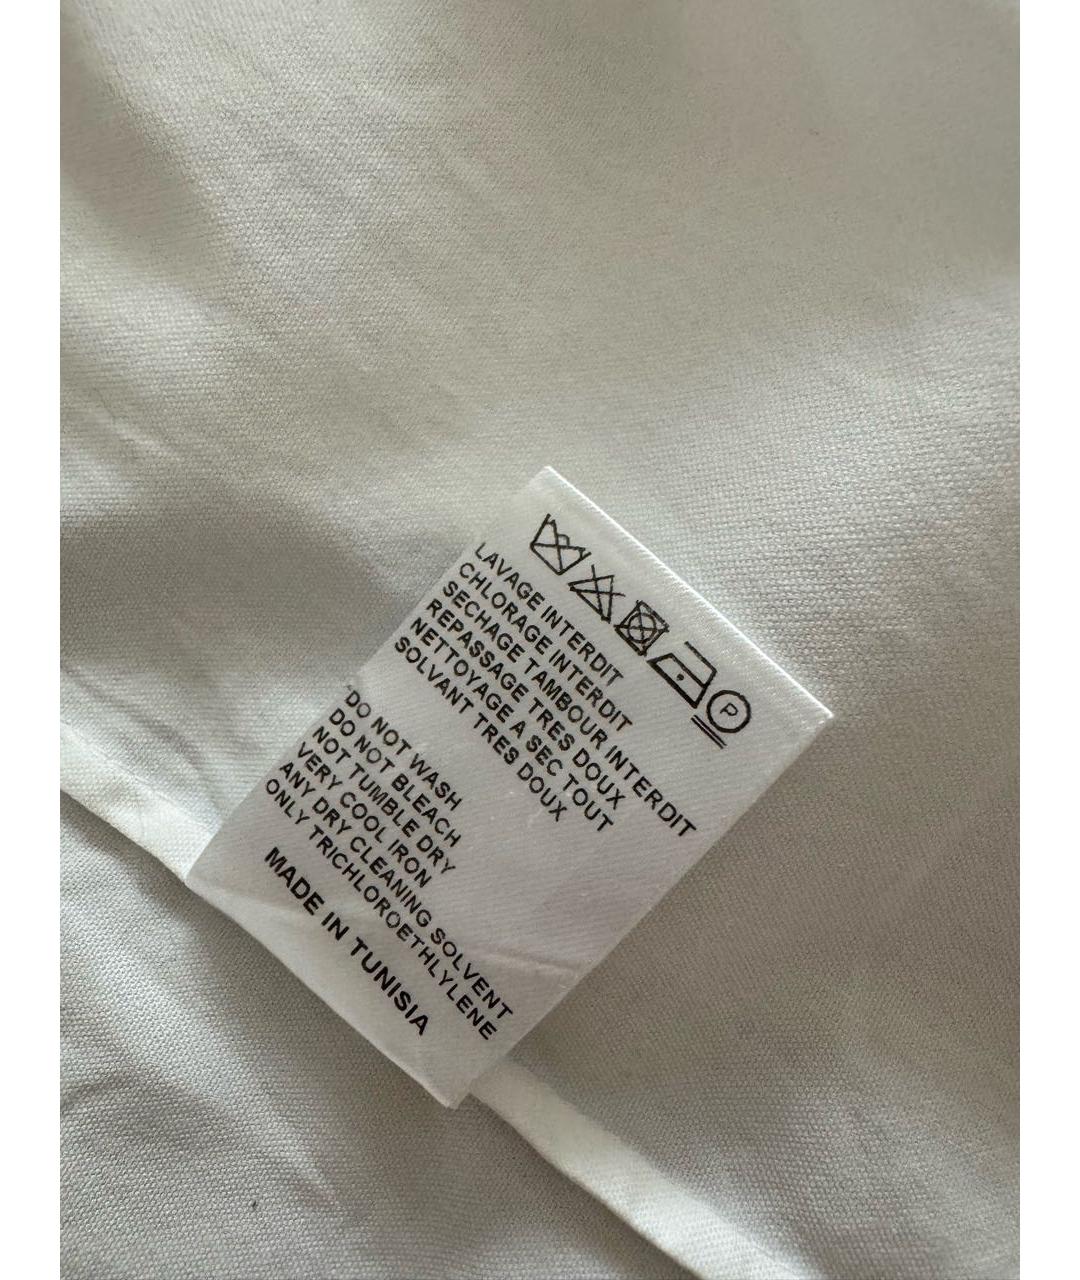 P
LAVAGE INTERDIT
CHLORAGE INTERDIT
SECHAGE TAMBOUR INTERDIT
REPASSAGE TRES DOUX
NETTOYAGE A SEC TOUT
SOLVANT TRES DOUX
DO NOT WASH
DO NOT BLEACH
NOT TUMBLE DRY
VERY COOL IRON
ANY DRY CLEANING SOLVENT
ONLY TRICHLOROETHLYLENE
MADE IN TUNISIA